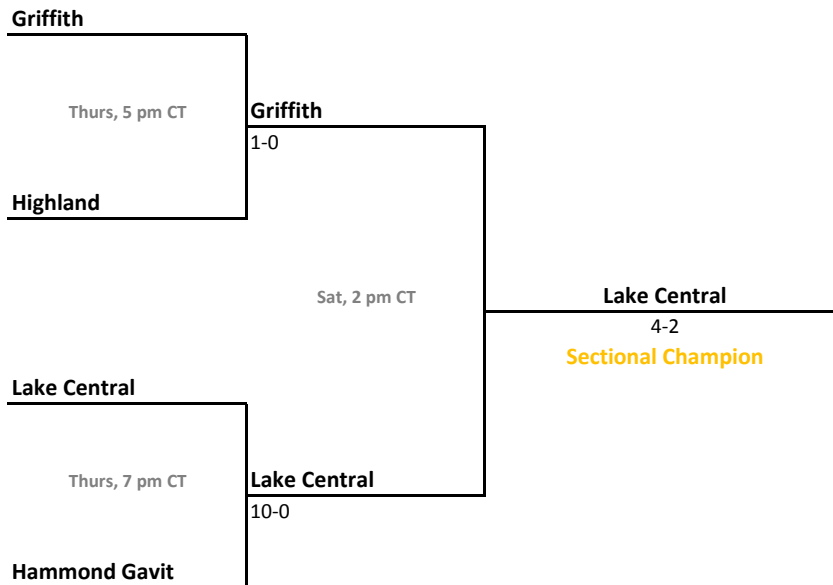 Griffith
Thurs, 5 pm CT
Griffith
1-0
Highland
Sat, 2 pm CT
Lake Central
4-2
Sectional Champion
Lake Central
Thurs, 7 pm CT
Lake Central
10-0
Hammond Gavit